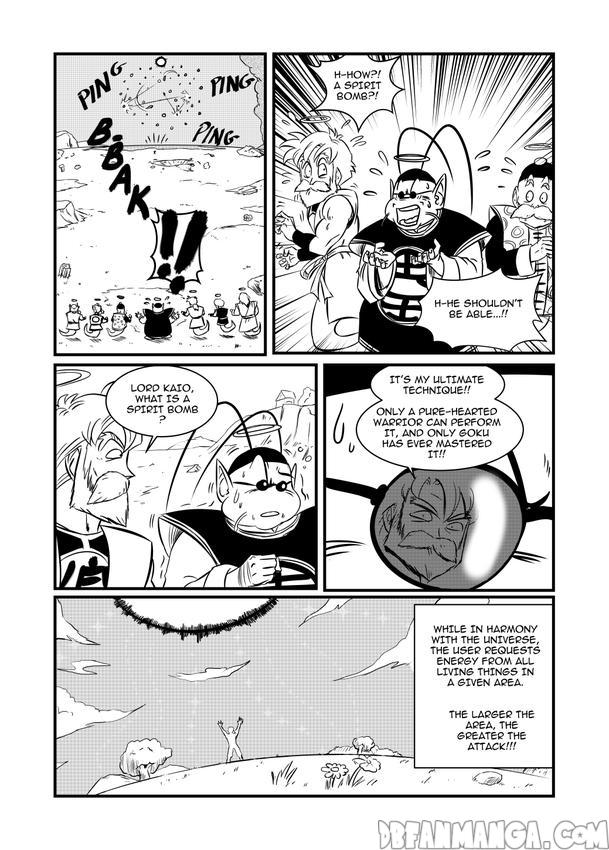 PING
PING
PING
B..BAK
!!
H-HOW?!
A SPIRIT
BOMB?!
H-HE SHOULDN'T
BE ABLE...!!
LORD KAIO,
WHAT IS A
SPIRIT BOMB
?
IT'S MY ULTIMATE
TECHNIQUE!!
ONLY A PURE-HEARTED
WARRIOR CAN PERFORM
IT, AND ONLY GOKU
HAS EVER MASTERED
IT!!
WHILE IN HARMONY
WITH THE UNIVERSE,
THE USER REQUESTS
ENERGY FROM ALL
LIVING THINGS IN
A GIVEN AREA.
THE LARGER THE
AREA, THE
GREATER THE
ATTACK!!!
DBFANMANGA.COM